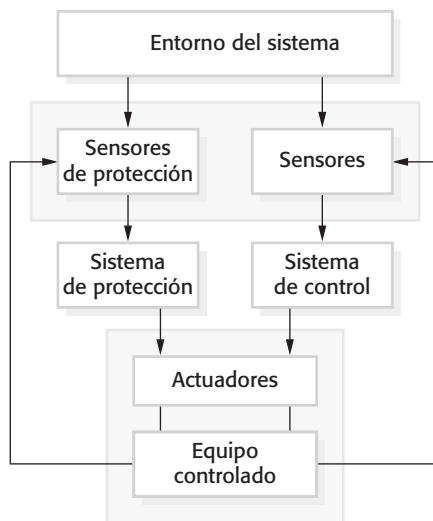 Entorno del sistema
Sensores
de protección
Sensores
Sistema
de protección
Sistema
de control
Actuadores
Equipo
controlado